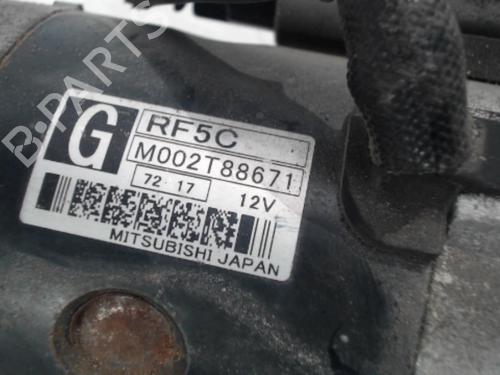 B-PARTS
G
RF5C
M002T88671
72 17
12V
MITSUBISHI JAPAN